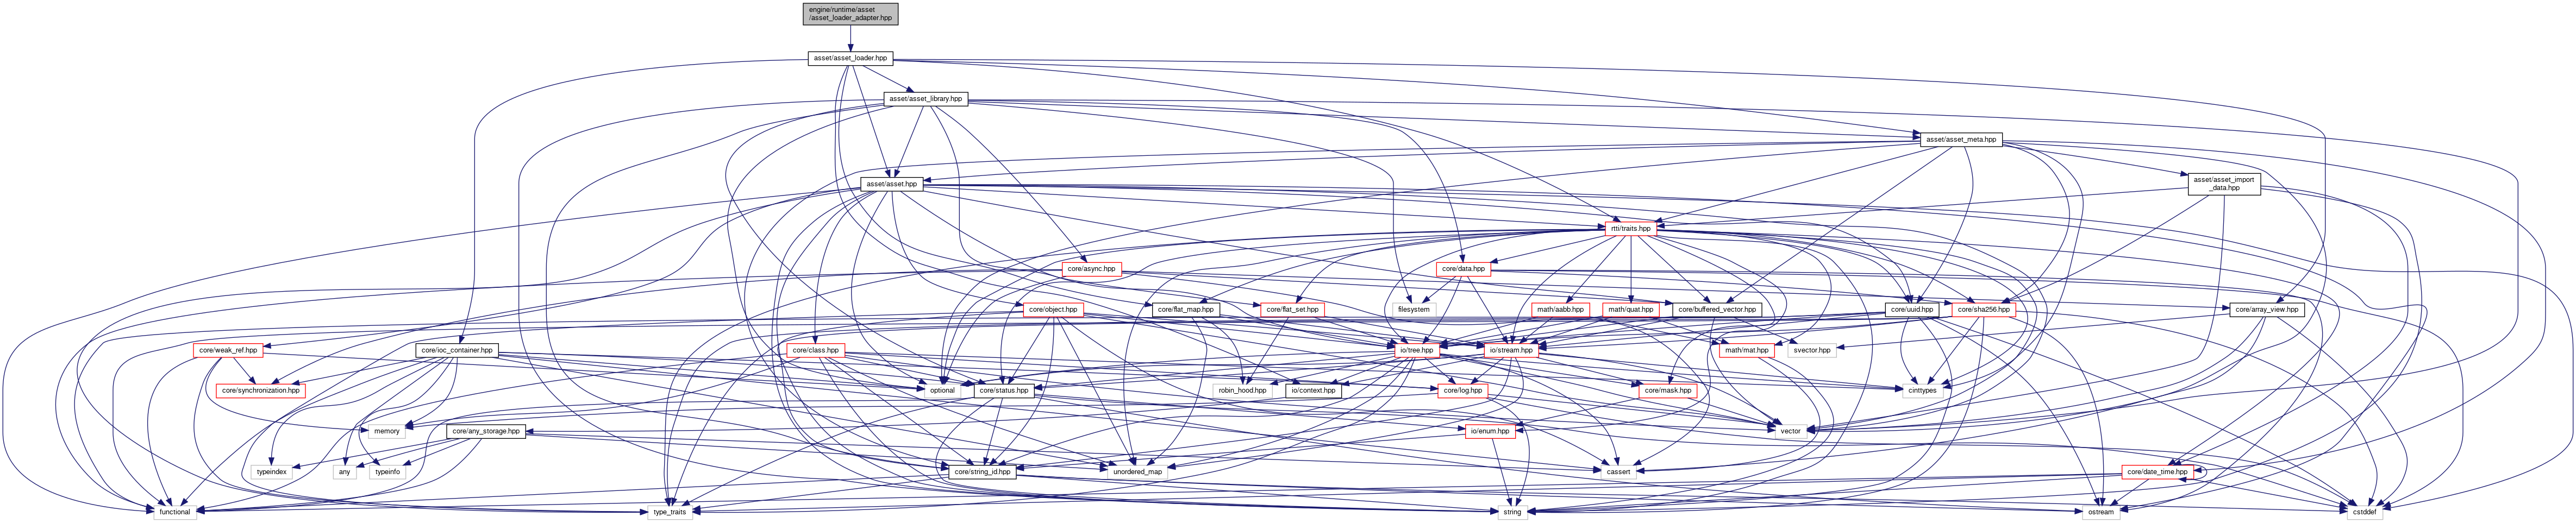 engine/runtime/asset
/asset_loader_adapter.hpp
asset/asset_loader.hpp
asset/asset_library.hpp
asset/asset_meta.hpp
asset/asset.hpp
asset/asset_import
_data.hpp
rtti/traits.hpp
core/async.hpp
core/data.hpp
core/object.hpp
core/flat_map.hpp
core/flat_set.hpp
filesystem
math/aabb.hpp
math/quat.hpp
core/buffered_vector.hpp
core/uuid.hpp
core/sha256.hpp
core/array_view.hpp
core/weak_ref.hpp
core/ioc_container.hpp
core/class.hpp
io/tree.hpp
io/stream.hpp
math/mat.hpp
svector.hpp
core/synchronization.hpp
optional
core/status.hpp
robin_hood.hpp
io/context.hpp
core/log.hpp
core/mask.hpp
cinttypes
memory
core/any_storage.hpp
io/enum.hpp
vector
typeindex
any
typeinfo
core/string_id.hpp
unordered_map
cassert
core/date_time.hpp
functional
type_traits
string
ostream
cstddef